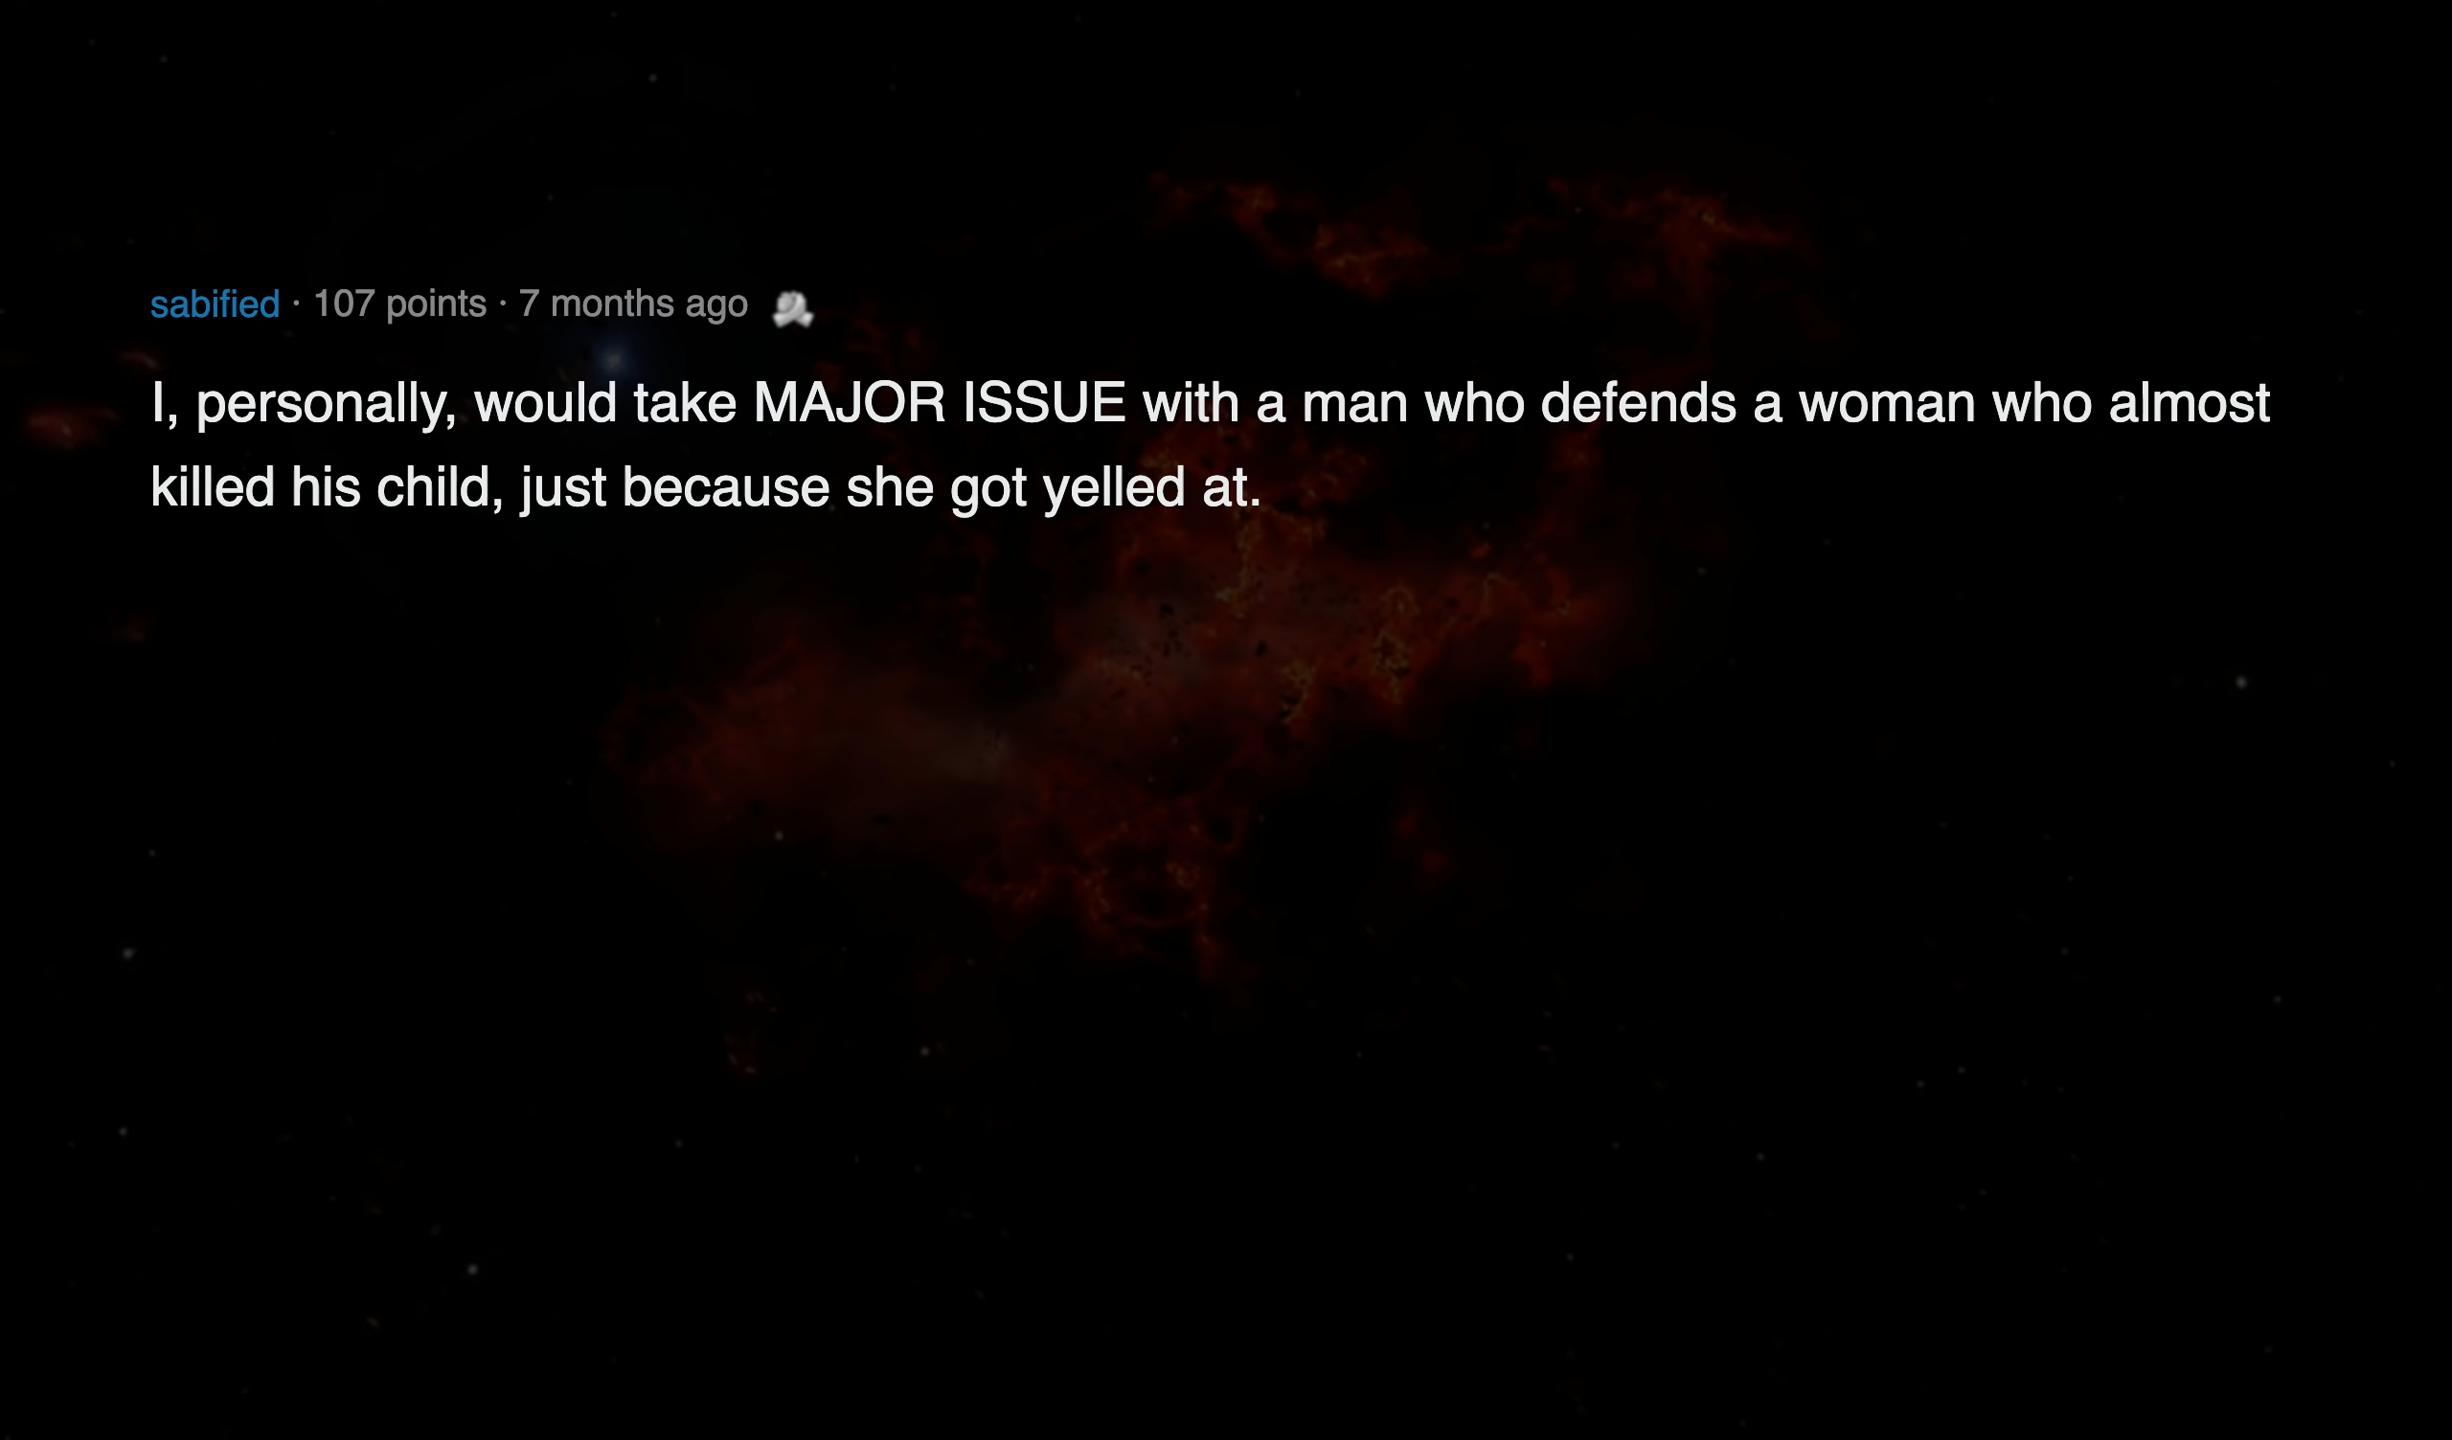 sabified · 107 points · 7 months ago
I, personally, would take MAJOR ISSUE with a man who defends a woman who almost
killed his child, just because she got yelled at.